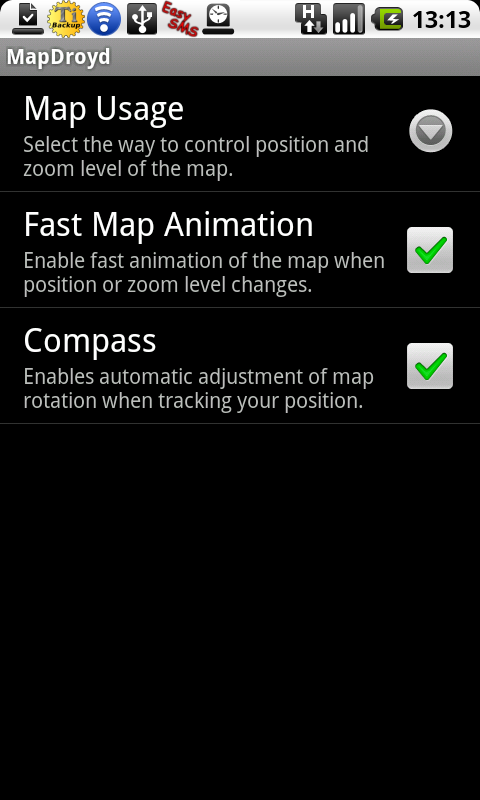 Ti
Backup
Easy
SMS
H
13:13
MapDroyd
Map Usage
Select the way to control position and
zoom level of the map.
Fast Map Animation
Enable fast animation of the map when
position or zoom level changes.
Compass
Enables automatic adjustment of map
rotation when tracking your position.